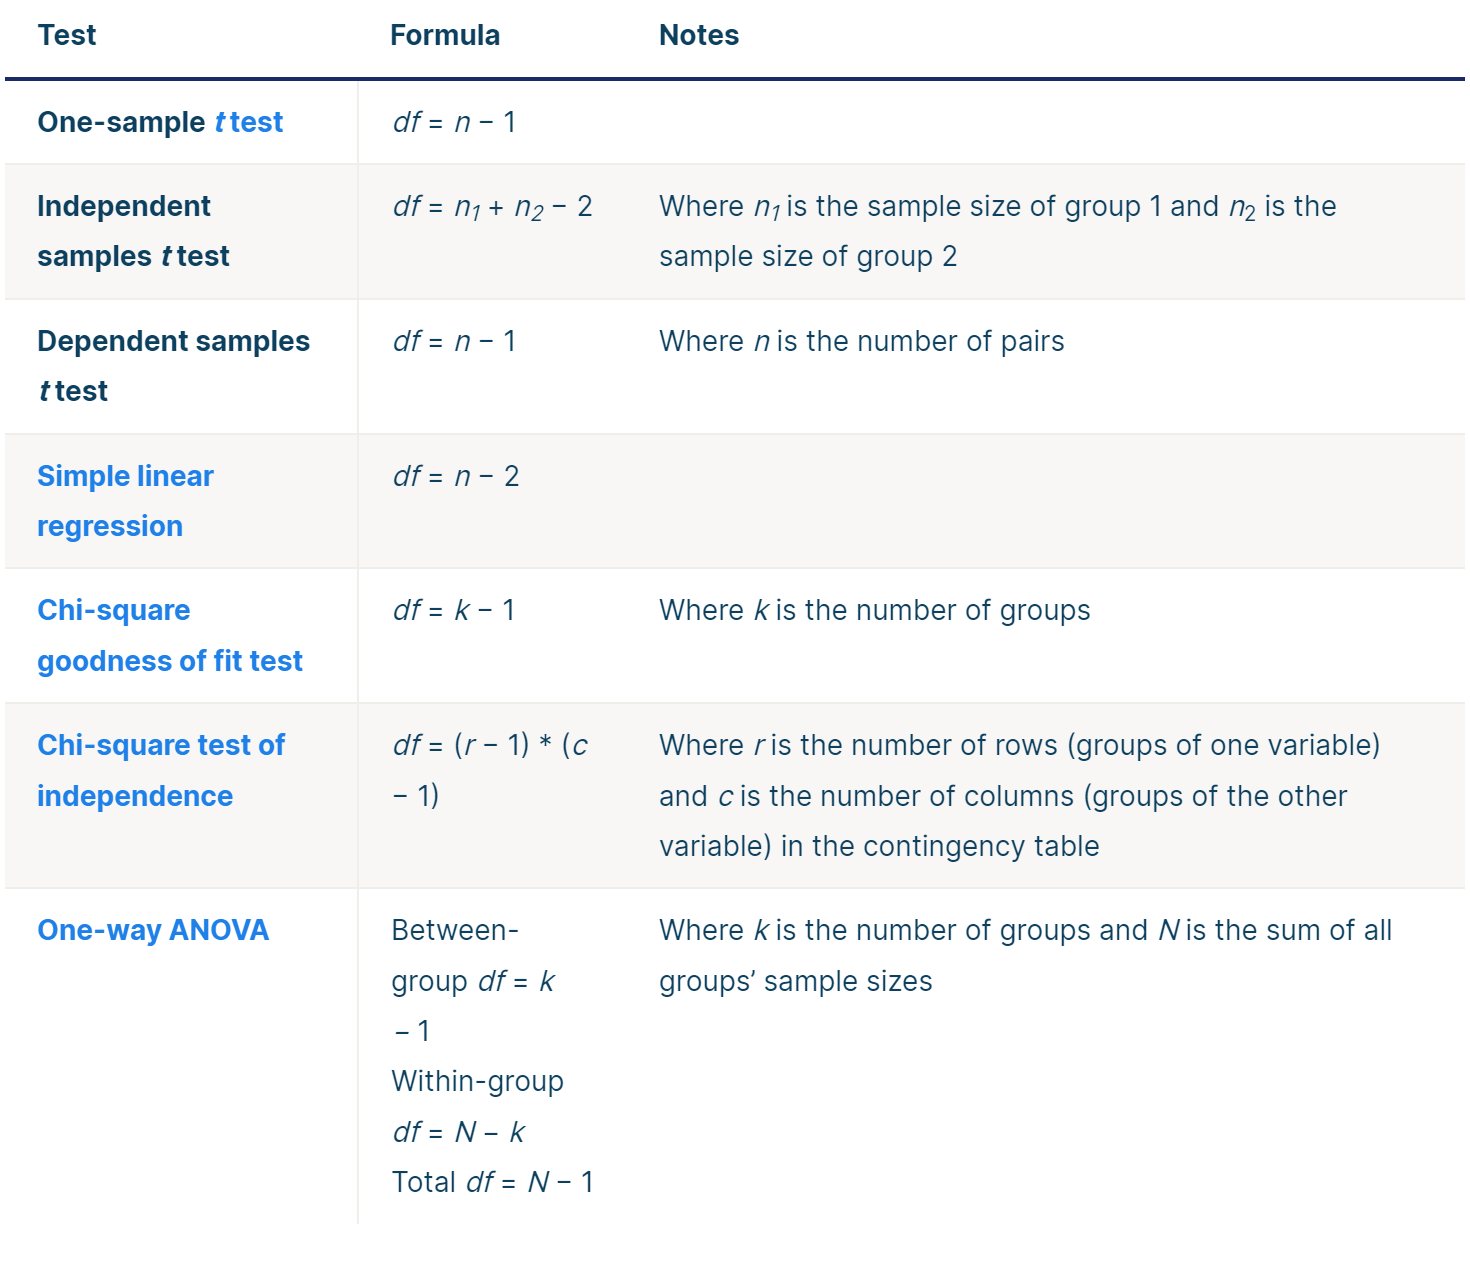 Test Formula Notes
One-sample t test df = n − 1
Independent df = n₁ + n₂ − 2 Where n₁ is the sample size of group 1 and n₂ is the
samples t test sample size of group 2
Dependent samples df = n − 1 Where n is the number of pairs
t test
Simple linear df = n − 2
regression
Chi-square df = k − 1 Where k is the number of groups
goodness of fit test
Chi-square test of df = (r − 1) * (c Where r is the number of rows (groups of one variable)
independence − 1) and c is the number of columns (groups of the other
variable) in the contingency table
One-way ANOVA Between- Where k is the number of groups and N is the sum of all
group df = k groups’ sample sizes
− 1
Within-group
df = N − k
Total df = N − 1